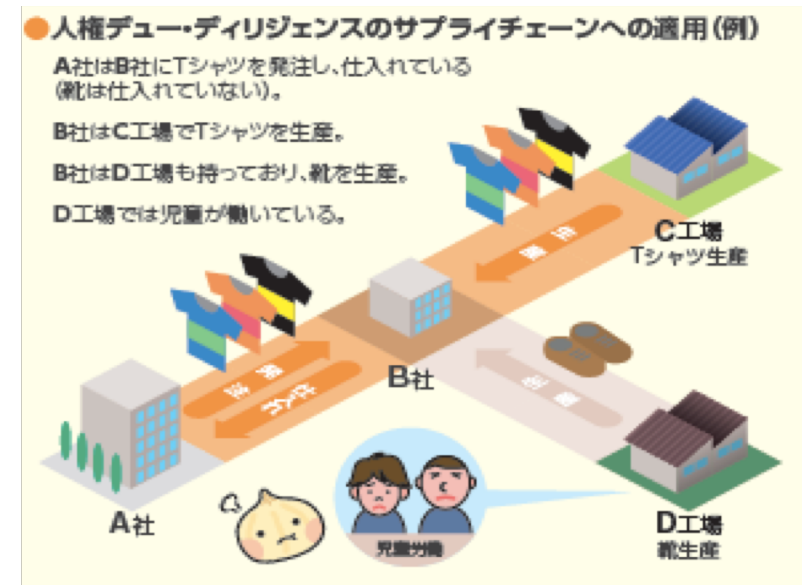 ●人権デュー・ディリジェンスのサプライチェーンへの適用(例)
A社はB社にTシャツを発注し、仕入れている
(靴は仕入れていない)。
B社はC工場でTシャツを生産。
B社はD工場も持っており、靴を生産。
D工場では児童が働いている。
生産
C工場
Tシャツ生産
発注
仕入れ
B社
生産
A社
児童労働
D工場
靴生産